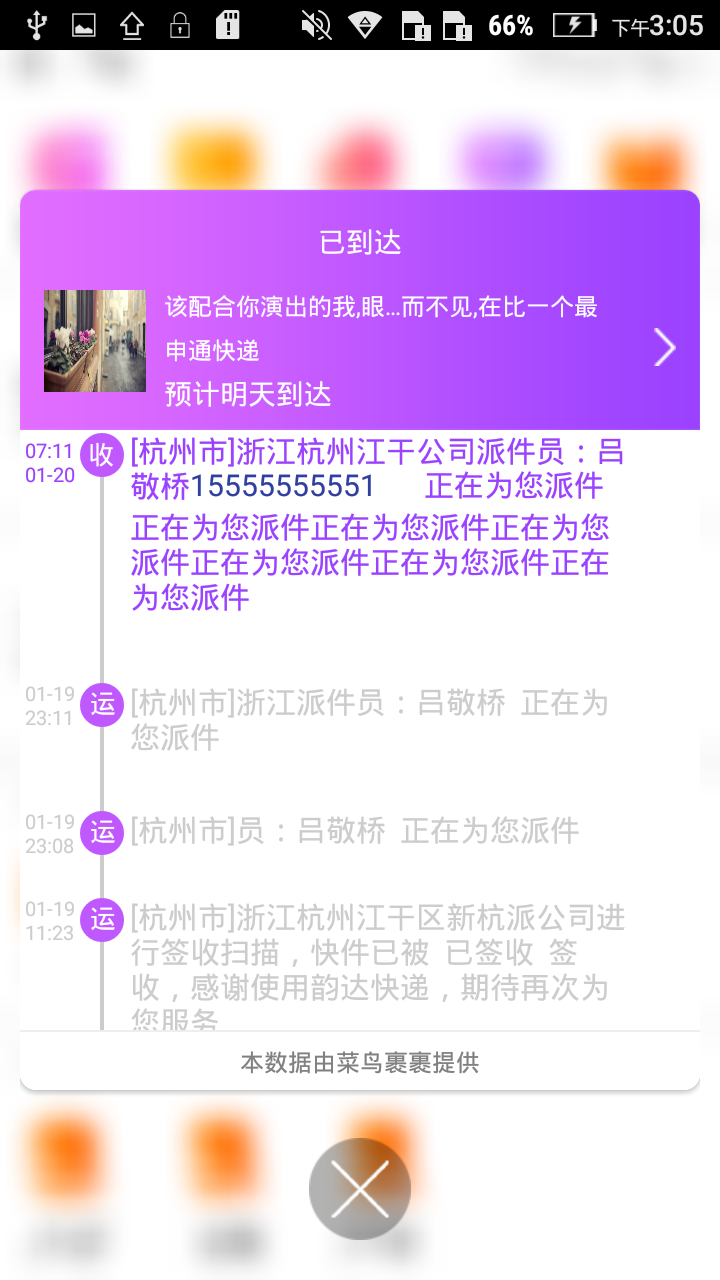 66%
下午3:05
已到达
该配合你演出的我,眼...而不见,在比一个最
申通快递
预计明天到达
07:11
01-20
收
[杭州市]浙江杭州江干公司派件员：吕
敬桥15555555551 正在为您派件
正在为您派件正在为您派件正在为您
派件正在为您派件正在为您派件正在
为您派件
01-19
23:11
运
[杭州市]浙江派件员：吕敬桥 正在为
您派件
01-19
23:08
运
[杭州市]员：吕敬桥 正在为您派件
01-19
11:23
运
[杭州市]浙江杭州江干区新杭派公司进
行签收扫描，快件已被 已签收 签
收，感谢使用韵达快递，期待再次为
您服务
本数据由菜鸟裹裹提供